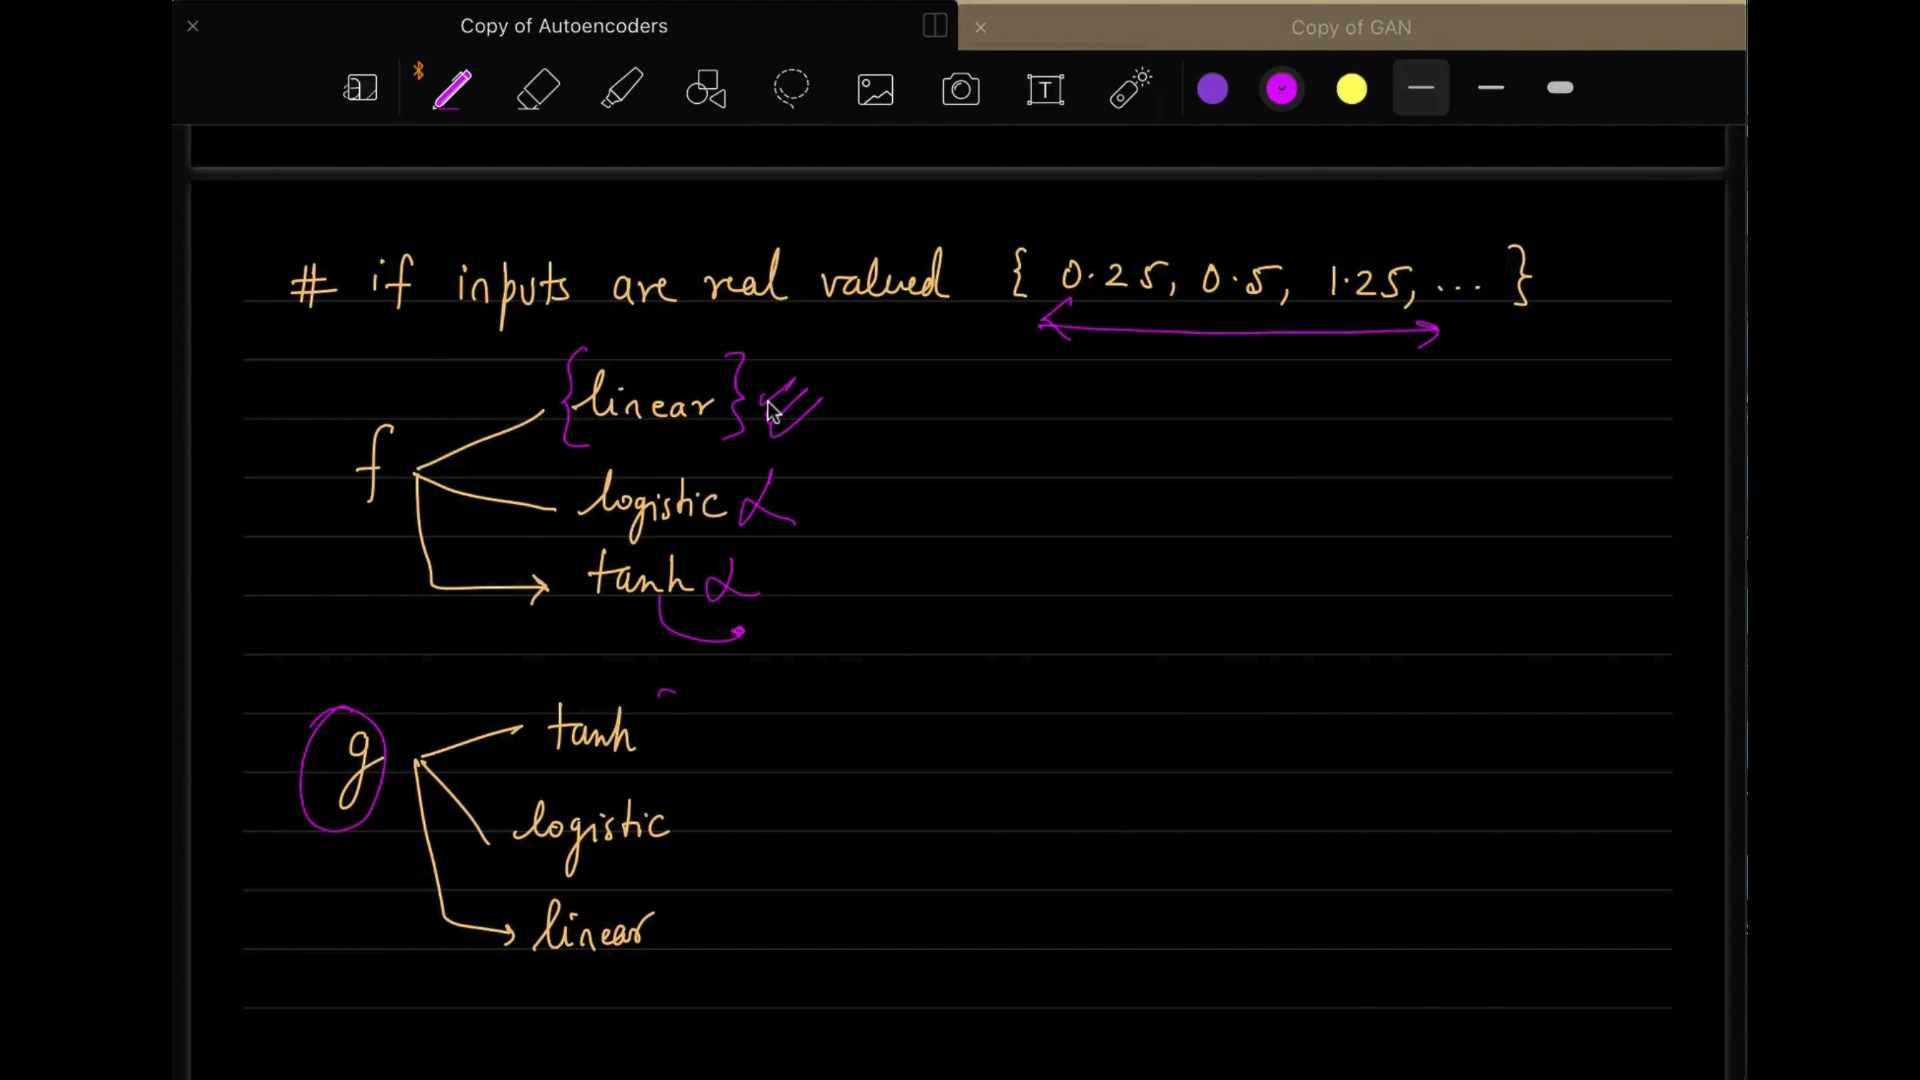 Copy of Autoencoders
Copy of GAN
T
# if inputs are real valued { 0.25, 0.5, 1.25, ... }
{linear}
f
logistic
tanh
tanh
g
logistic
linear